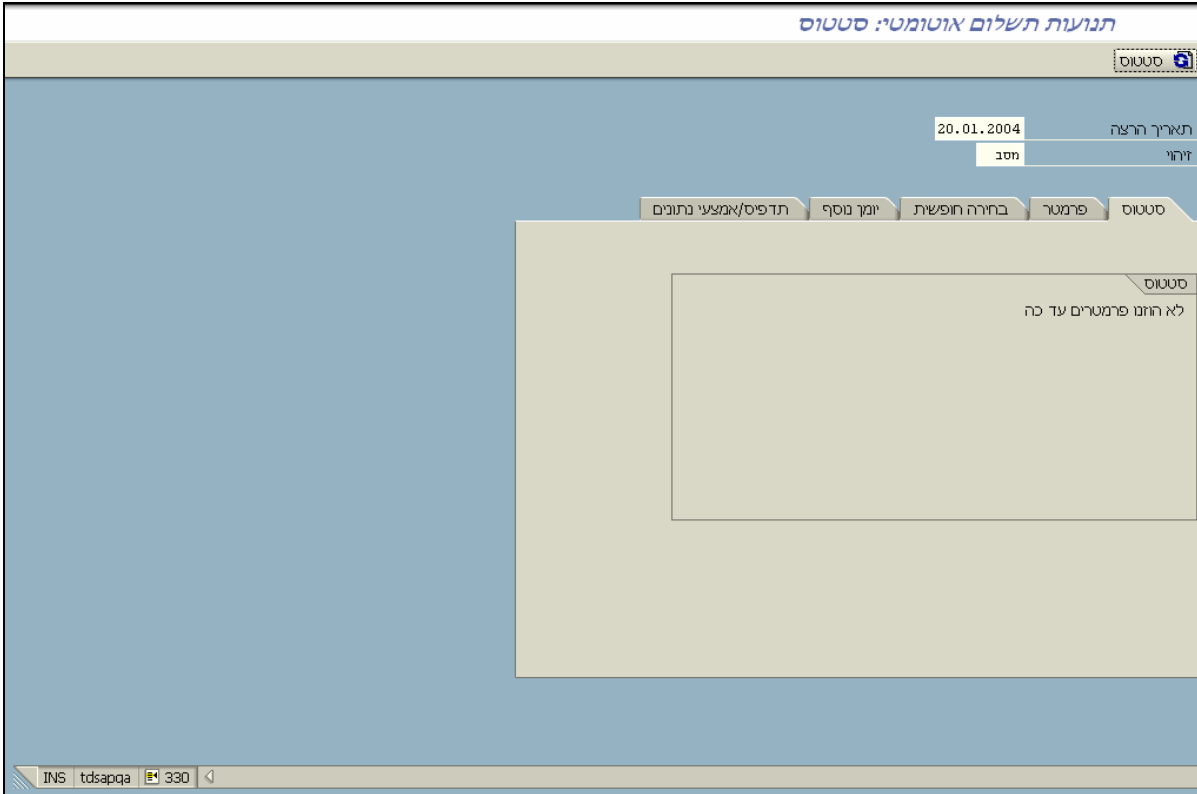 תנועות תשלום אוטומטי: סטטוס
סטטוס
תאריך הרצה 20.01.2004
זיהוי מסב
סטטוס פרמטר בחירה חופשית יומן נוסף תדפיס/אמצעי נתונים
סטטוס
לא הוזנו פרמטרים עד כה
INS tdsapqa 330